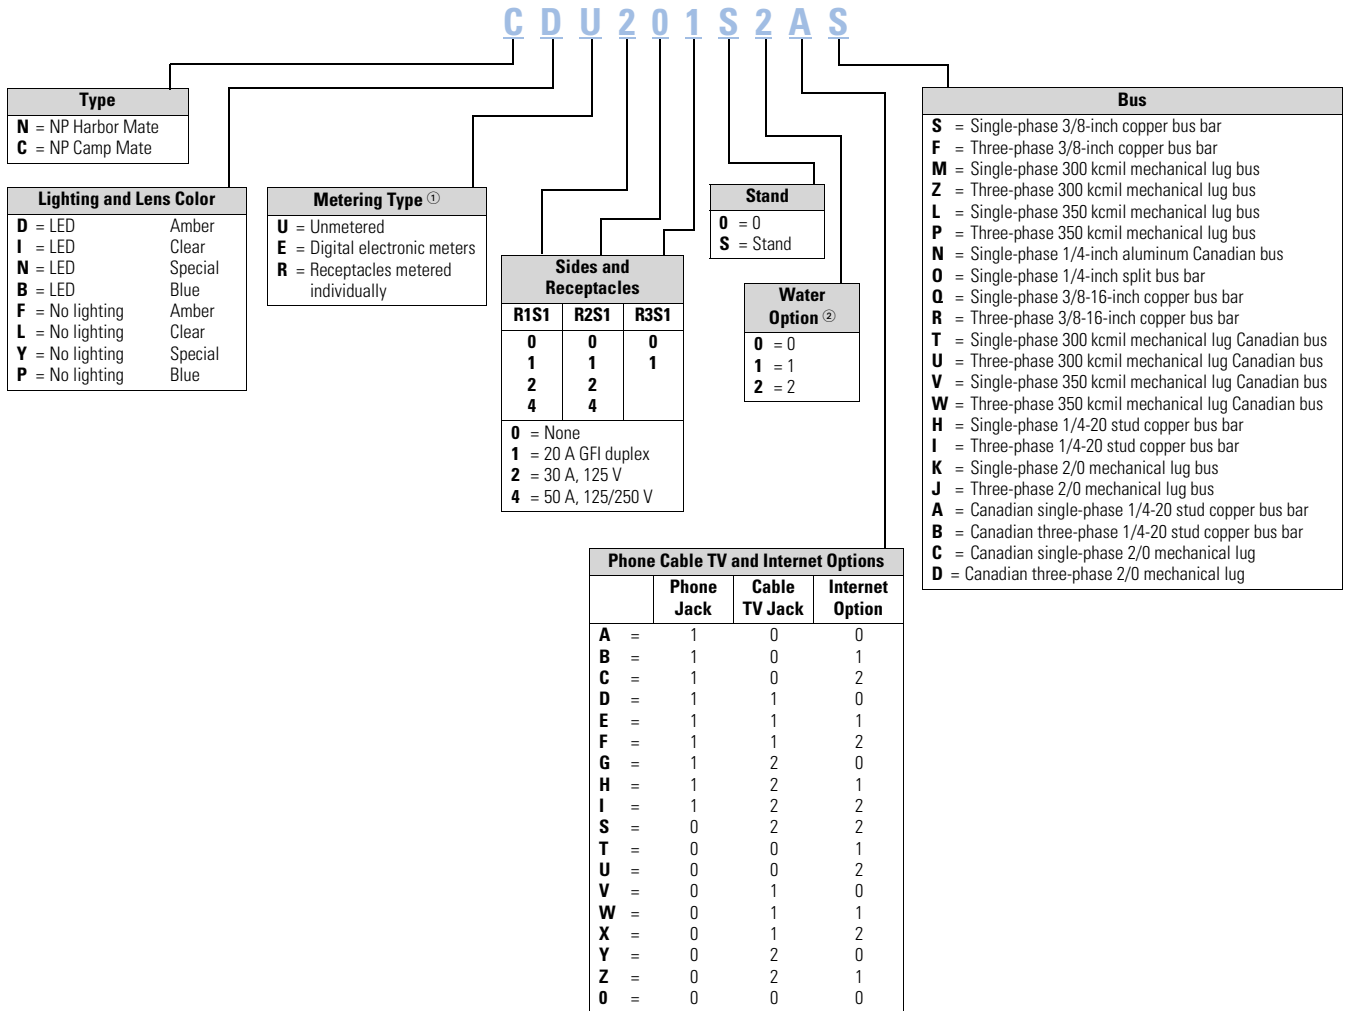 C D U 2 0 1 S 2 A S
Type
N = NP Harbor Mate
C = NP Camp Mate
Lighting and Lens Color
D = LED Amber
I = LED Clear
N = LED Special
B = LED Blue
F = No lighting Amber
L = No lighting Clear
Y = No lighting Special
P = No lighting Blue
Metering Type ①
U = Unmetered
E = Digital electronic meters
R = Receptacles metered
individually
Sides and
Receptacles
R1S1 R2S1 R3S1
0 0 0
1 1 1
2 2
4 4
0 = None
1 = 20 A GFI duplex
2 = 30 A, 125 V
4 = 50 A, 125/250 V
Stand
0 = 0
S = Stand
Water
Option ②
0 = 0
1 = 1
2 = 2
Phone Cable TV and Internet Options
Phone Cable Internet
Jack TV Jack Option
A = 1 0 0
B = 1 0 1
C = 1 0 2
D = 1 1 0
E = 1 1 1
F = 1 1 2
G = 1 2 0
H = 1 2 1
I = 1 2 2
S = 0 2 2
T = 0 0 1
U = 0 0 2
V = 0 1 0
W = 0 1 1
X = 0 1 2
Y = 0 2 0
Z = 0 2 1
0 = 0 0 0
Bus
S = Single-phase 3/8-inch copper bus bar
F = Three-phase 3/8-inch copper bus bar
M = Single-phase 300 kcmil mechanical lug bus
Z = Three-phase 300 kcmil mechanical lug bus
L = Single-phase 350 kcmil mechanical lug bus
P = Three-phase 350 kcmil mechanical lug bus
N = Single-phase 1/4-inch aluminum Canadian bus
O = Single-phase 1/4-inch split bus bar
Q = Single-phase 3/8-16-inch copper bus bar
R = Three-phase 3/8-16-inch copper bus bar
T = Single-phase 300 kcmil mechanical lug Canadian bus
U = Three-phase 300 kcmil mechanical lug Canadian bus
V = Single-phase 350 kcmil mechanical lug Canadian bus
W = Three-phase 350 kcmil mechanical lug Canadian bus
H = Single-phase 1/4-20 stud copper bus bar
I = Three-phase 1/4-20 stud copper bus bar
K = Single-phase 2/0 mechanical lug bus
J = Three-phase 2/0 mechanical lug bus
A = Canadian single-phase 1/4-20 stud copper bus bar
B = Canadian three-phase 1/4-20 stud copper bus bar
C = Canadian single-phase 2/0 mechanical lug
D = Canadian three-phase 2/0 mechanical lug